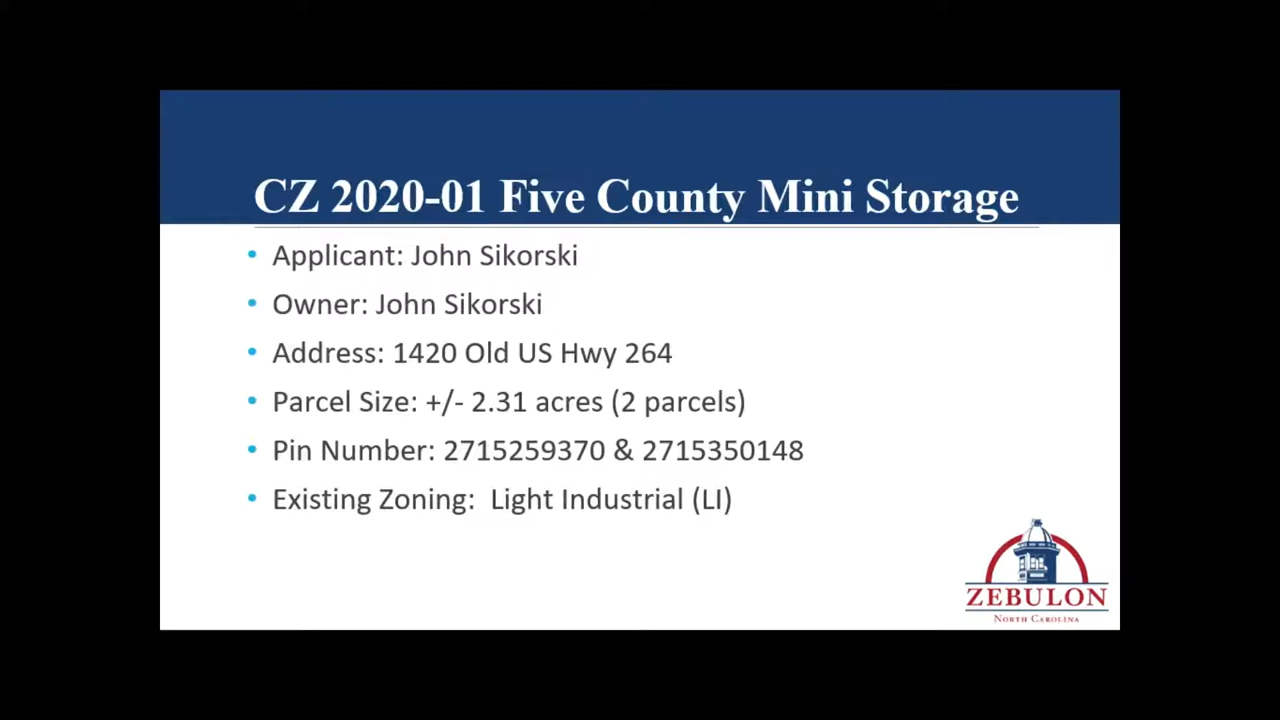 CZ 2020-01 Five County Mini Storage
• Applicant: John Sikorski
• Owner: John Sikorski
• Address: 1420 Old US Hwy 264
• Parcel Size: +/- 2.31 acres (2 parcels)
• Pin Number: 2715259370 & 2715350148
• Existing Zoning:  Light Industrial (LI)
ZEBULON
NORTH CAROLINA